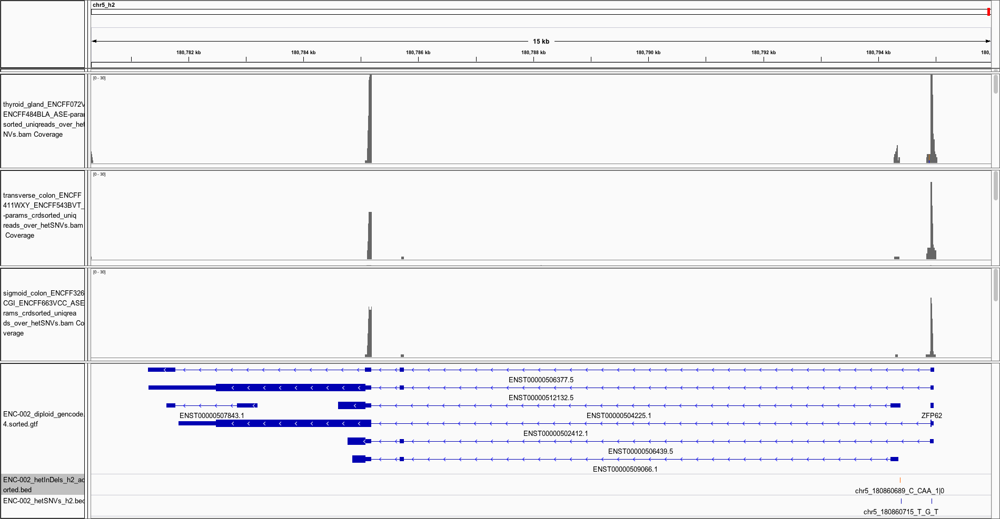 chr5_h2
15 kb
180,782 kb 180,784 kb 180,786 kb 180,788 kb 180,790 kb 180,792 kb 180,794 kb 180,
[0 - 30]
thyroid_gland_ENCFF072V
ENCFF484BLA_ASE-parar
sorted_uniqreads_over_het
NVs.bam Coverage
[0 - 30]
transverse_colon_ENCFF
411WXY_ENCFF543BVT_
-params_crdsorted_uniq
reads_over_hetSNVs.bam
Coverage
[0 - 30]
sigmoid_colon_ENCFF326
CGI_ENCFF663VCC_ASE
rams_crdsorted_uniqrea
ds_over_hetSNVs.bam Co
verage
ENST00000506377.5
ENST00000512132.5
ENC-002_diploid_gencode.
4.sorted.gtf
ENST00000507843.1 ENST00000504225.1 ZFP62
ENST00000502412.1
ENST00000506439.5
ENST00000509066.1
ENC-002_hetInDels_h2_ac
orted.bed
chr5_180860689_C_CAA_1|0
ENC-002_hetSNVs_h2.bec
chr5_180860715_T_G_T